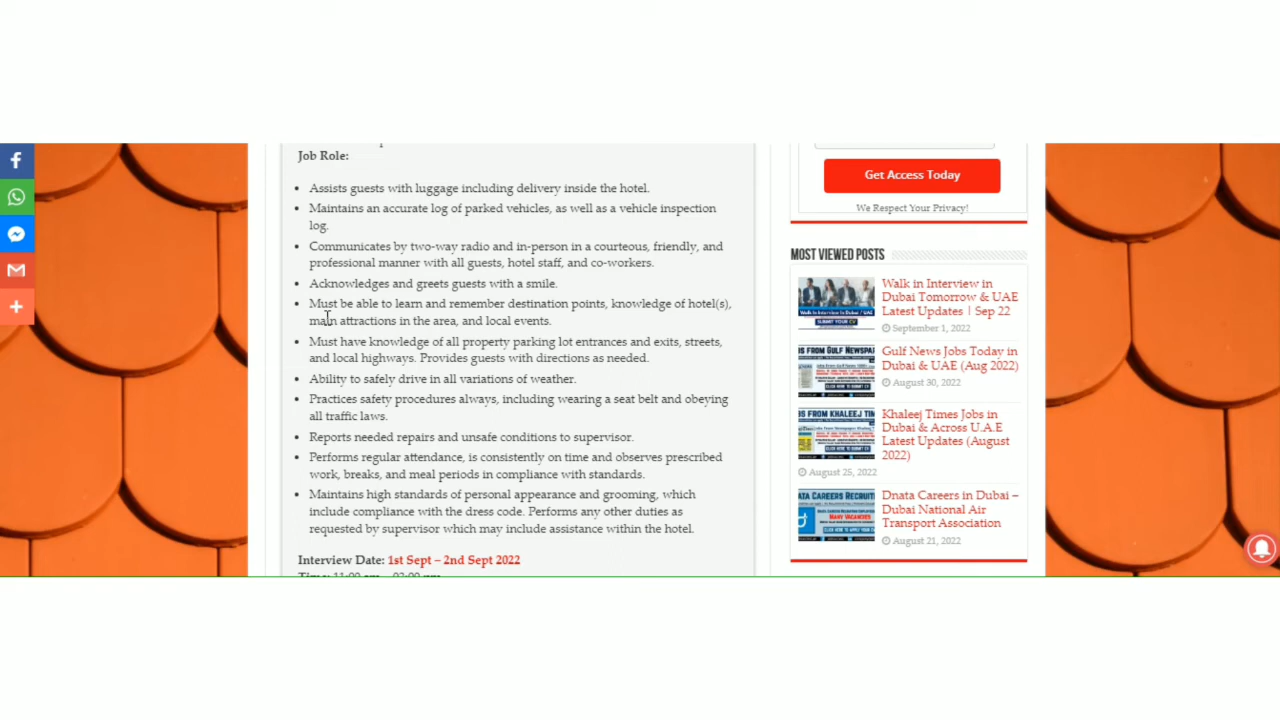 Job Role:
Assists guests with luggage including delivery inside the hotel.
Maintains an accurate log of parked vehicles, as well as a vehicle inspection
log.
Communicates by two-way radio and in-person in a courteous, friendly, and
professional manner with all guests, hotel staff, and co-workers.
Acknowledges and greets guests with a smile.
Must be able to learn and remember destination points, knowledge of hotel(s),
main attractions in the area, and local events.
Must have knowledge of all property parking lot entrances and exits, streets,
and local highways. Provides guests with directions as needed.
Ability to safely drive in all variations of weather.
Practices safety procedures always, including wearing a seat belt and obeying
all traffic laws.
Reports needed repairs and unsafe conditions to supervisor.
Performs regular attendance, is consistently on time and observes prescribed
work, breaks, and meal periods in compliance with standards.
Maintains high standards of personal appearance and grooming, which
include compliance with the dress code. Performs any other duties as
requested by supervisor which may include assistance within the hotel.
Interview Date: 1st Sept – 2nd Sept 2022
Get Access Today
We Respect Your Privacy!
MOST VIEWED POSTS
Walk in Interview in
Dubai Tomorrow & UAE
Latest Updates | Sep 22
September 1, 2022
Gulf News Jobs Today in
Dubai & UAE (Aug 2022)
August 30, 2022
Khaleej Times Jobs in
Dubai & Across U.A.E
Latest Updates (August
2022)
August 25, 2022
Dnata Careers in Dubai –
Dubai National Air
Transport Association
August 21, 2022